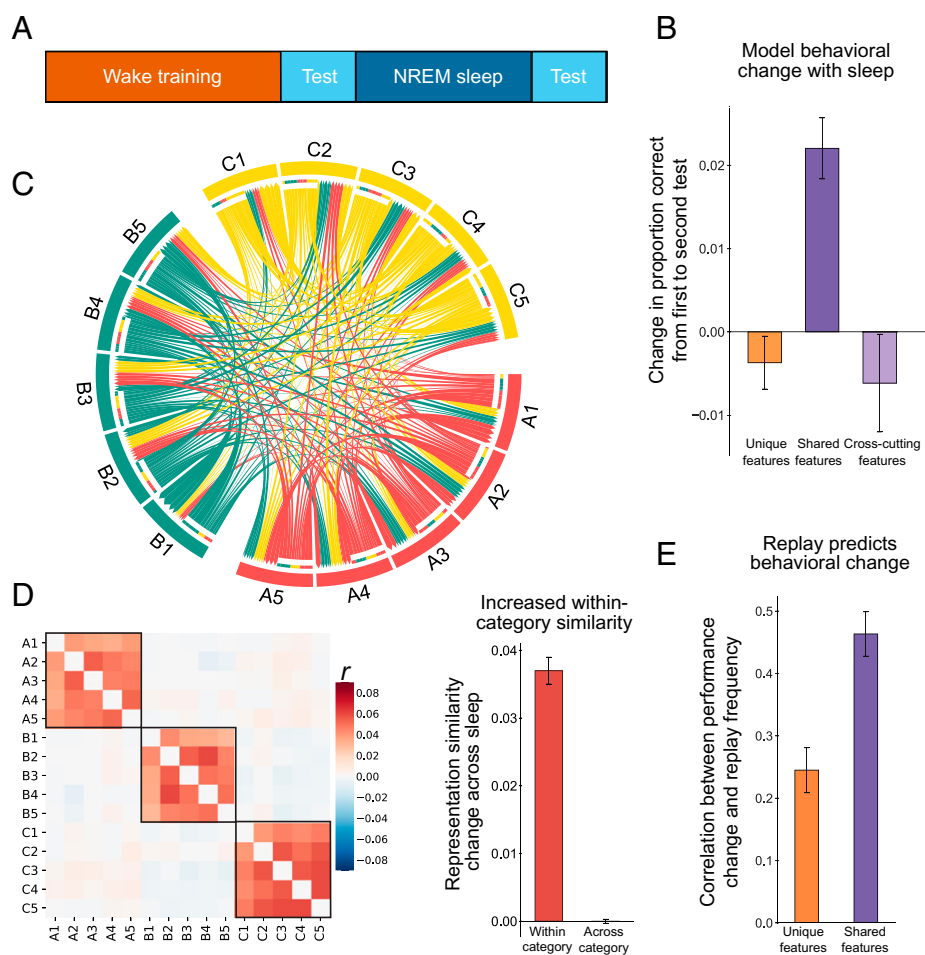 A
Wake training
Test
NREM sleep
Test
B
Model behavioral
change with sleep
Change in proportion correct
from first to second test
0.02
0.01
0.00
−0.01
Unique
features
Shared
features
Cross-cutting
features
C
C1
C2
C3
C4
C5
A1
A2
A3
A4
A5
B1
B2
B3
B4
B5
D
A1
A2
A3
A4
A5
B1
B2
B3
B4
B5
C1
C2
C3
C4
C5
A1 A2 A3 A4 A5 B1 B2 B3 B4 B5 C1 C2 C3 C4 C5
r
0.08
0.06
0.04
0.02
0.00
−0.02
−0.04
−0.06
−0.08
Increased within-
category similarity
Representation similarity
change across sleep
0.04
0.03
0.02
0.01
0.00
Within
category
Across
category
E
Replay predicts
behavioral change
Correlation between performance
change and replay frequency
0.5
0.4
0.3
0.2
0.1
0.0
Unique
features
Shared
features